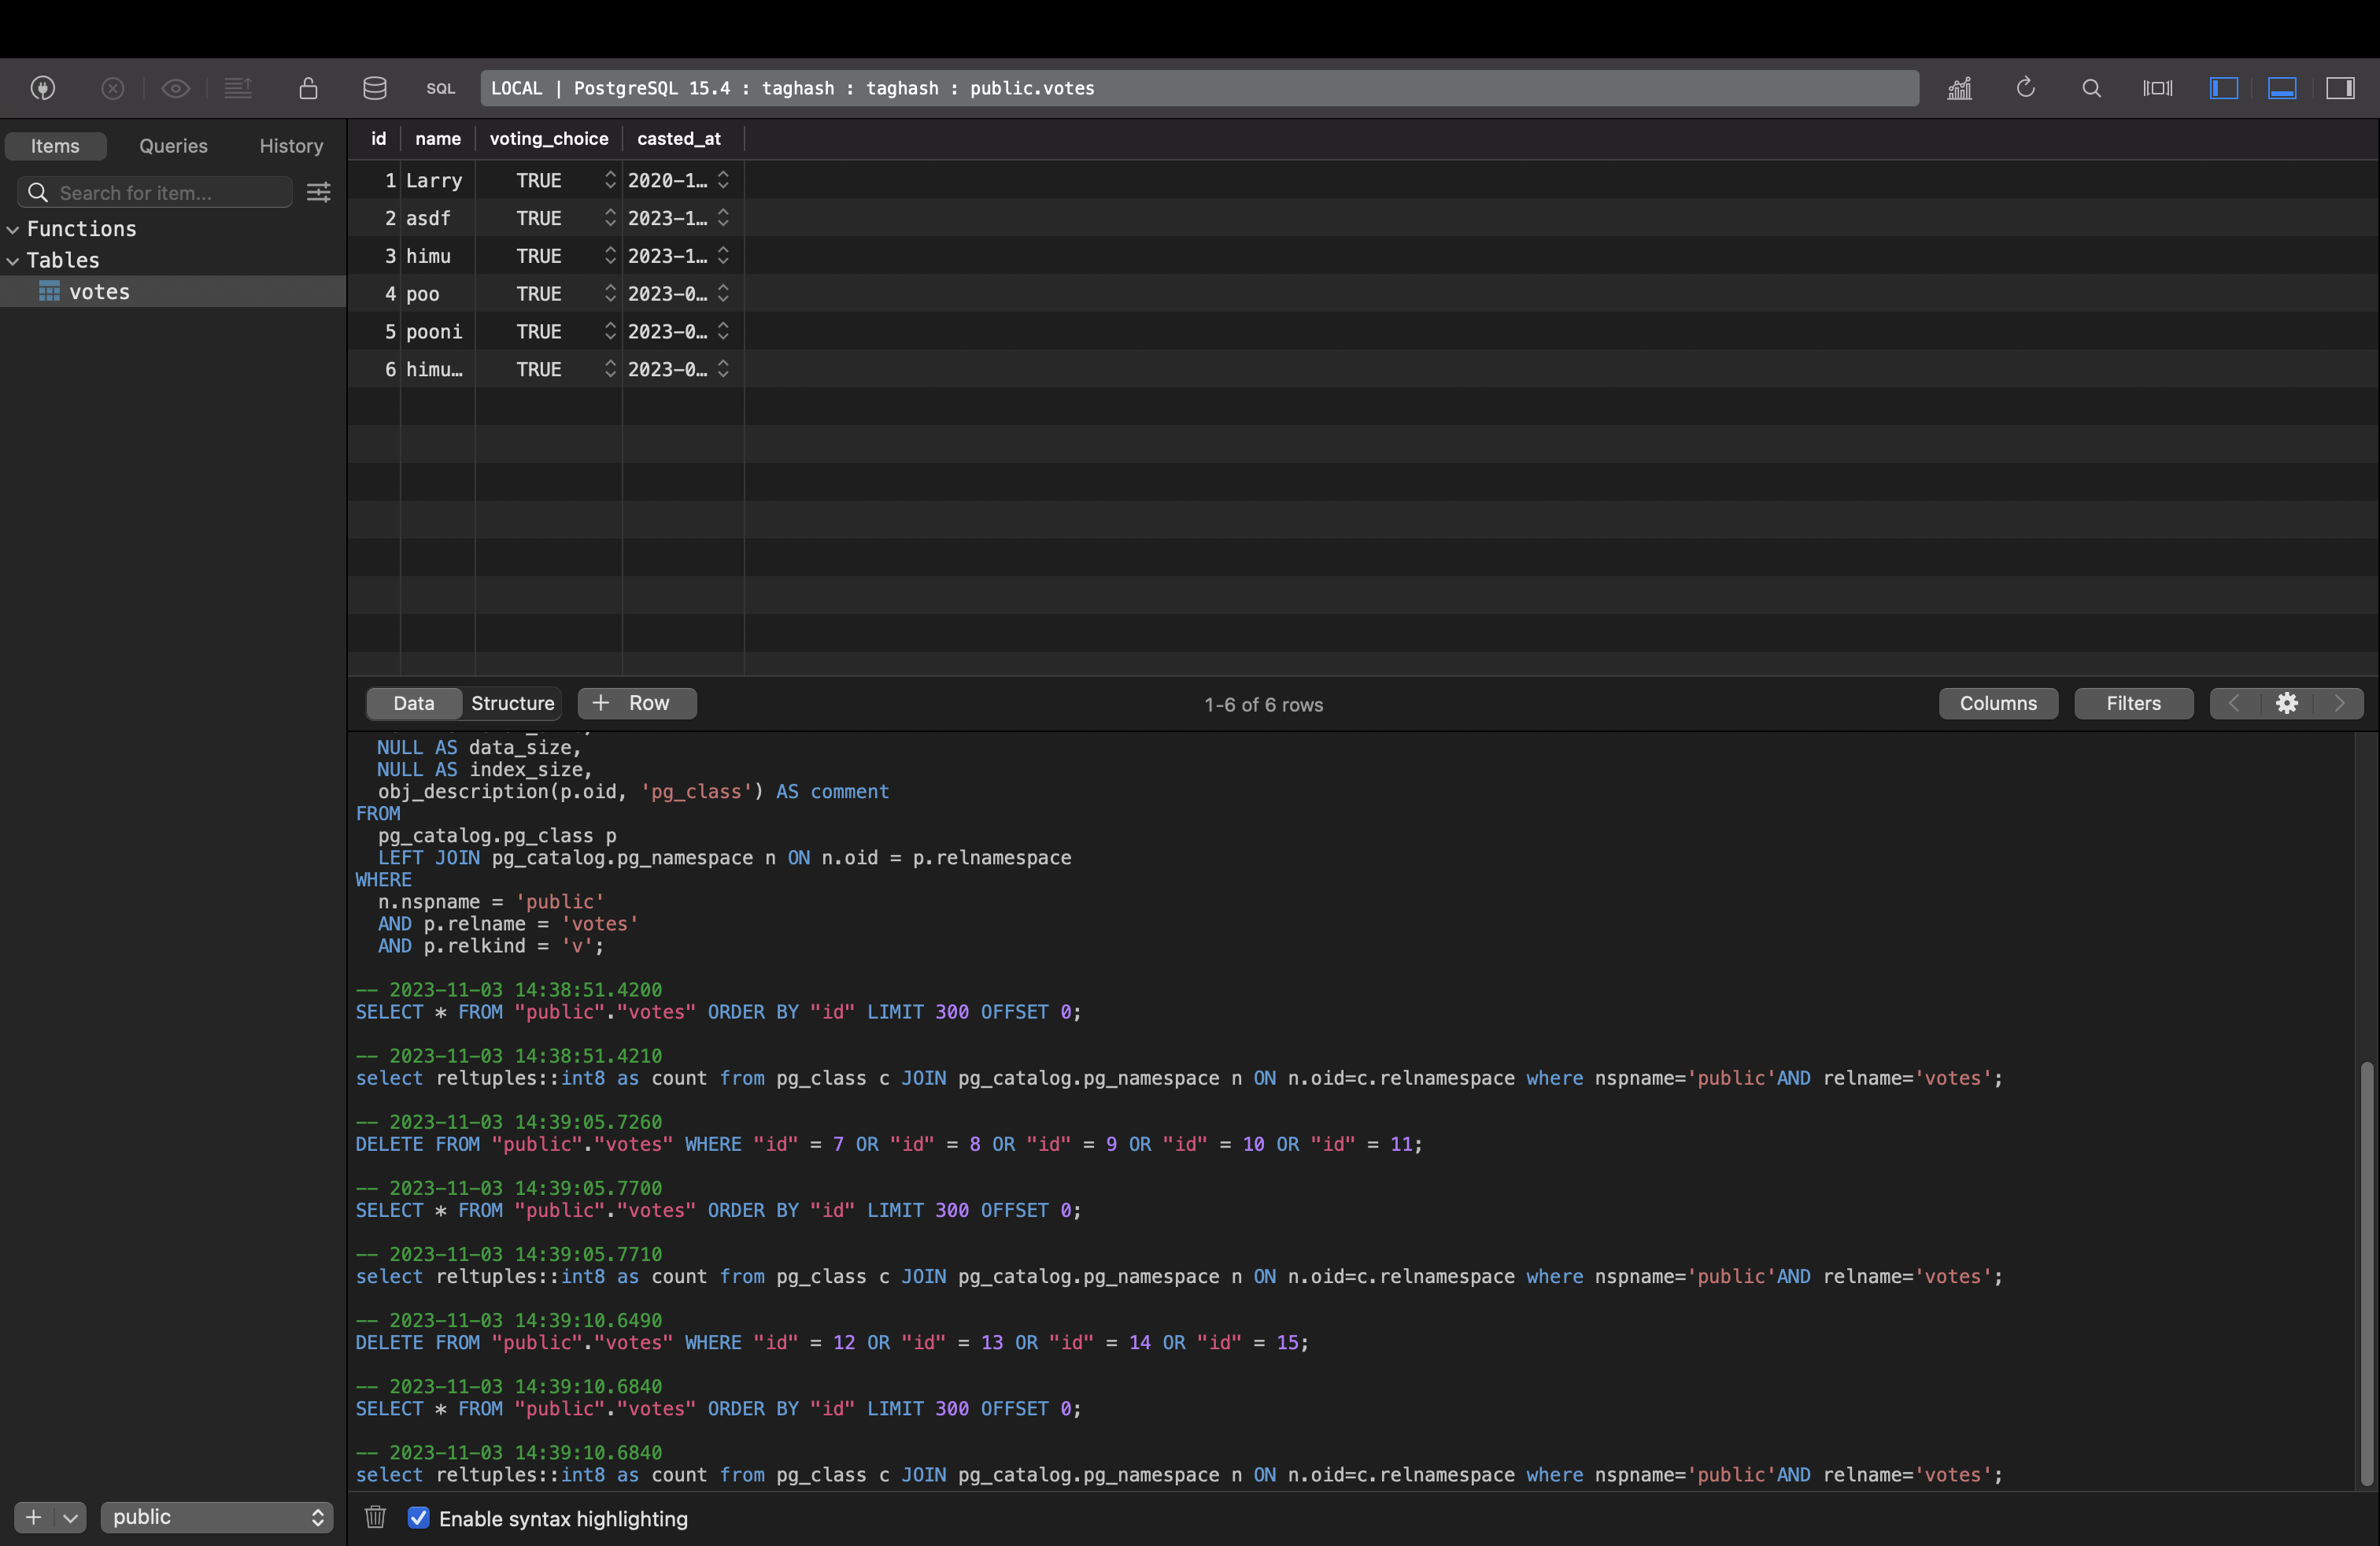 SQL
LOCAL | PostgreSQL 15.4 : taghash : taghash : public.votes
Items Queries History
Search for item...
Functions
Tables
votes
id name voting_choice casted_at
1 Larry TRUE 2020-1…
2 asdf TRUE 2023-1…
3 himu TRUE 2023-1…
4 poo TRUE 2023-0…
5 pooni TRUE 2023-0…
6 himu… TRUE 2023-0…
Data Structure + Row 1-6 of 6 rows Columns Filters
NULL AS data_size,
NULL AS index_size,
obj_description(p.oid, 'pg_class') AS comment
FROM
pg_catalog.pg_class p
LEFT JOIN pg_catalog.pg_namespace n ON n.oid = p.relnamespace
WHERE
n.nspname = 'public'
AND p.relname = 'votes'
AND p.relkind = 'v';
-- 2023-11-03 14:38:51.4200
SELECT * FROM "public"."votes" ORDER BY "id" LIMIT 300 OFFSET 0;
-- 2023-11-03 14:38:51.4210
select reltuples::int8 as count from pg_class c JOIN pg_catalog.pg_namespace n ON n.oid=c.relnamespace where nspname='public'AND relname='votes';
-- 2023-11-03 14:39:05.7260
DELETE FROM "public"."votes" WHERE "id" = 7 OR "id" = 8 OR "id" = 9 OR "id" = 10 OR "id" = 11;
-- 2023-11-03 14:39:05.7700
SELECT * FROM "public"."votes" ORDER BY "id" LIMIT 300 OFFSET 0;
-- 2023-11-03 14:39:05.7710
select reltuples::int8 as count from pg_class c JOIN pg_catalog.pg_namespace n ON n.oid=c.relnamespace where nspname='public'AND relname='votes';
-- 2023-11-03 14:39:10.6490
DELETE FROM "public"."votes" WHERE "id" = 12 OR "id" = 13 OR "id" = 14 OR "id" = 15;
-- 2023-11-03 14:39:10.6840
SELECT * FROM "public"."votes" ORDER BY "id" LIMIT 300 OFFSET 0;
-- 2023-11-03 14:39:10.6840
select reltuples::int8 as count from pg_class c JOIN pg_catalog.pg_namespace n ON n.oid=c.relnamespace where nspname='public'AND relname='votes';
public
Enable syntax highlighting